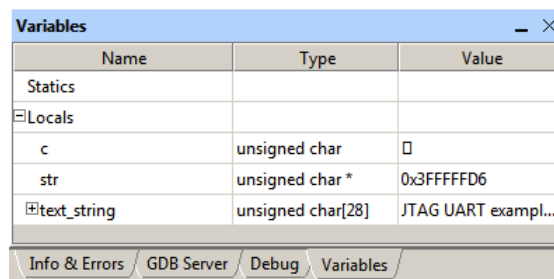 Variables
Name Type Value
Statics
Locals
c unsigned char
str unsigned char * 0x3FFFFFD6
text_string unsigned char[28] JTAG UART exampl...
Info & Errors GDB Server Debug Variables